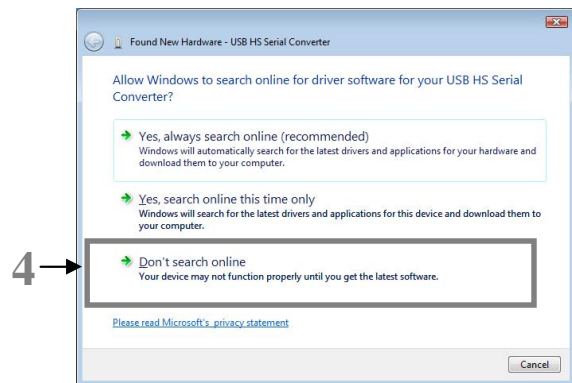 Found New Hardware - USB HS Serial Converter
Allow Windows to search online for driver software for your USB HS Serial
Converter?
Yes, always search online (recommended)
Windows will automatically search for the latest drivers and applications for your hardware and
download them to your computer.
Yes, search online this time only
Windows will search for the latest drivers and applications for this device and download them to
your computer.
4
Don't search online
Your device may not function properly until you get the latest software.
Please read Microsoft's privacy statement
Cancel